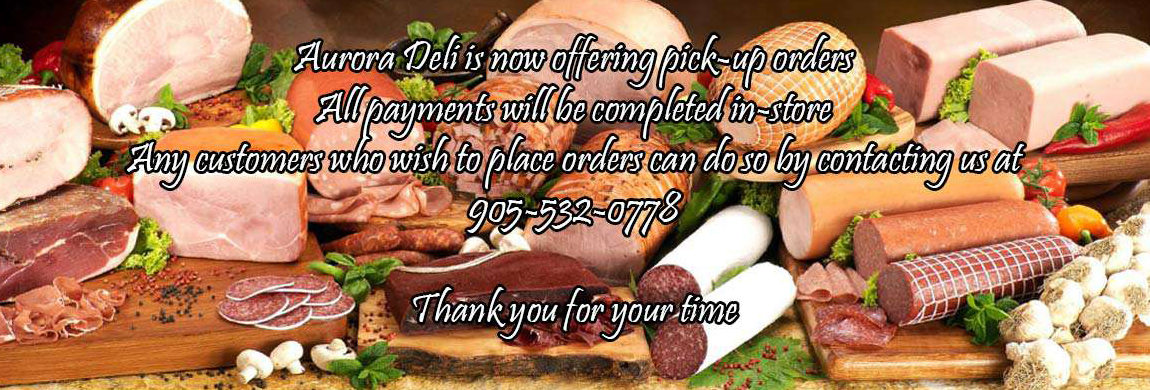 Aurora Deli is now offering pick-up orders
All payments will be completed in-store
Any customers who wish to place orders can do so by contacting us at
905-532-0778
Thank you for your time